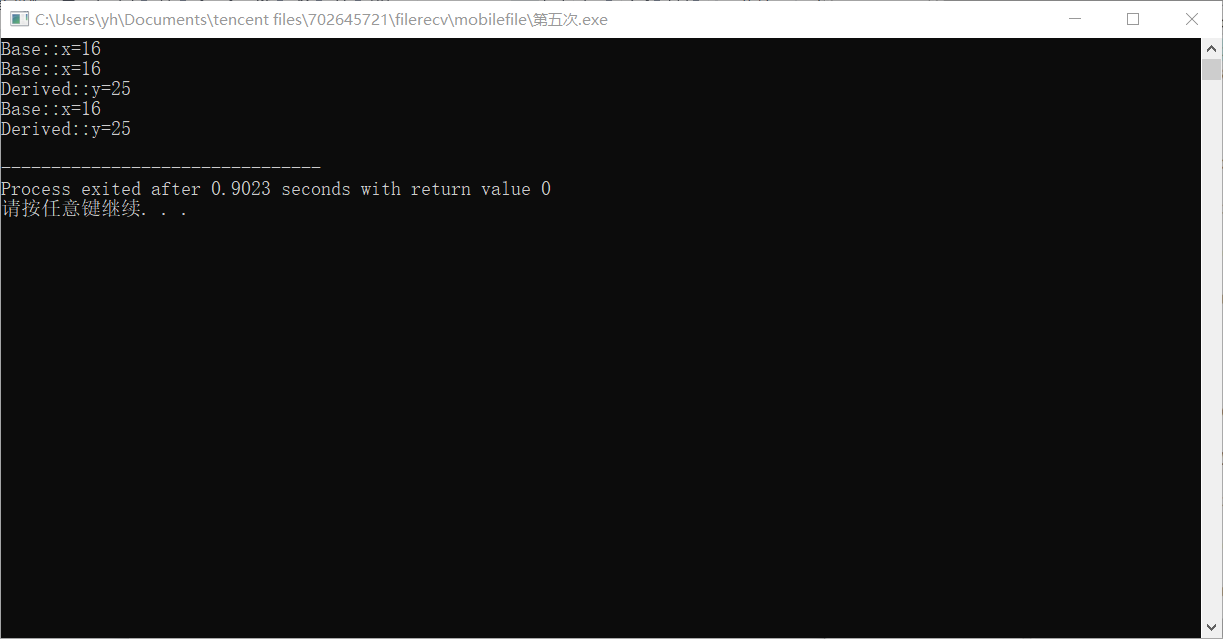 C:\Users\yh\Documents\tencent files\702645721\filerecv\mobilefile\第五次.exe
Base::x=16
Base::x=16
Derived::y=25
Base::x=16
Derived::y=25
--------------------------------
Process exited after 0.9023 seconds with return value 0
请按任意键继续. . .